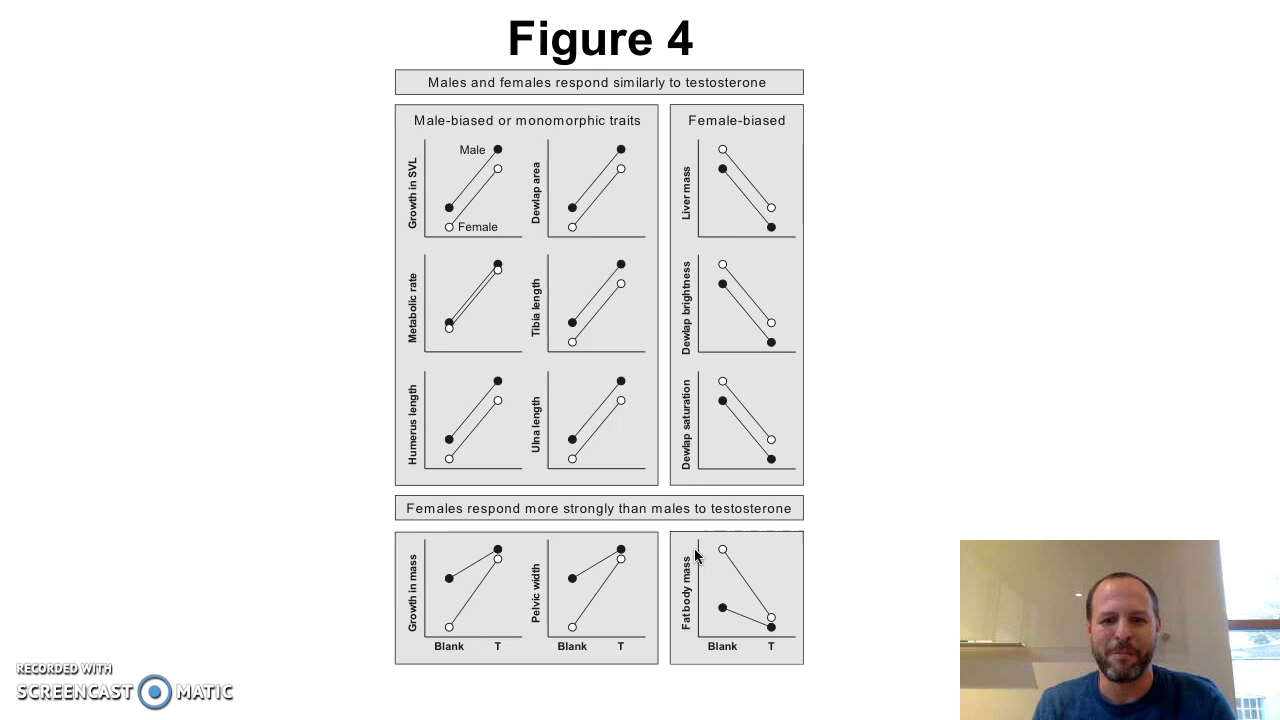 Figure 4
Males and females respond similarly to testosterone
Male-biased or monomorphic traits
Female-biased
Growth in SVL
Male
Female
Dewlap area
Liver mass
Metabolic rate
Tibia length
Dewlap brightness
Humerus length
Ulna length
Dewlap saturation
Females respond more strongly than males to testosterone
Growth in mass
Pelvic width
Fatbody mass
Blank T
Blank T
Blank T
RECORDED WITH
SCREENCAST MATIC